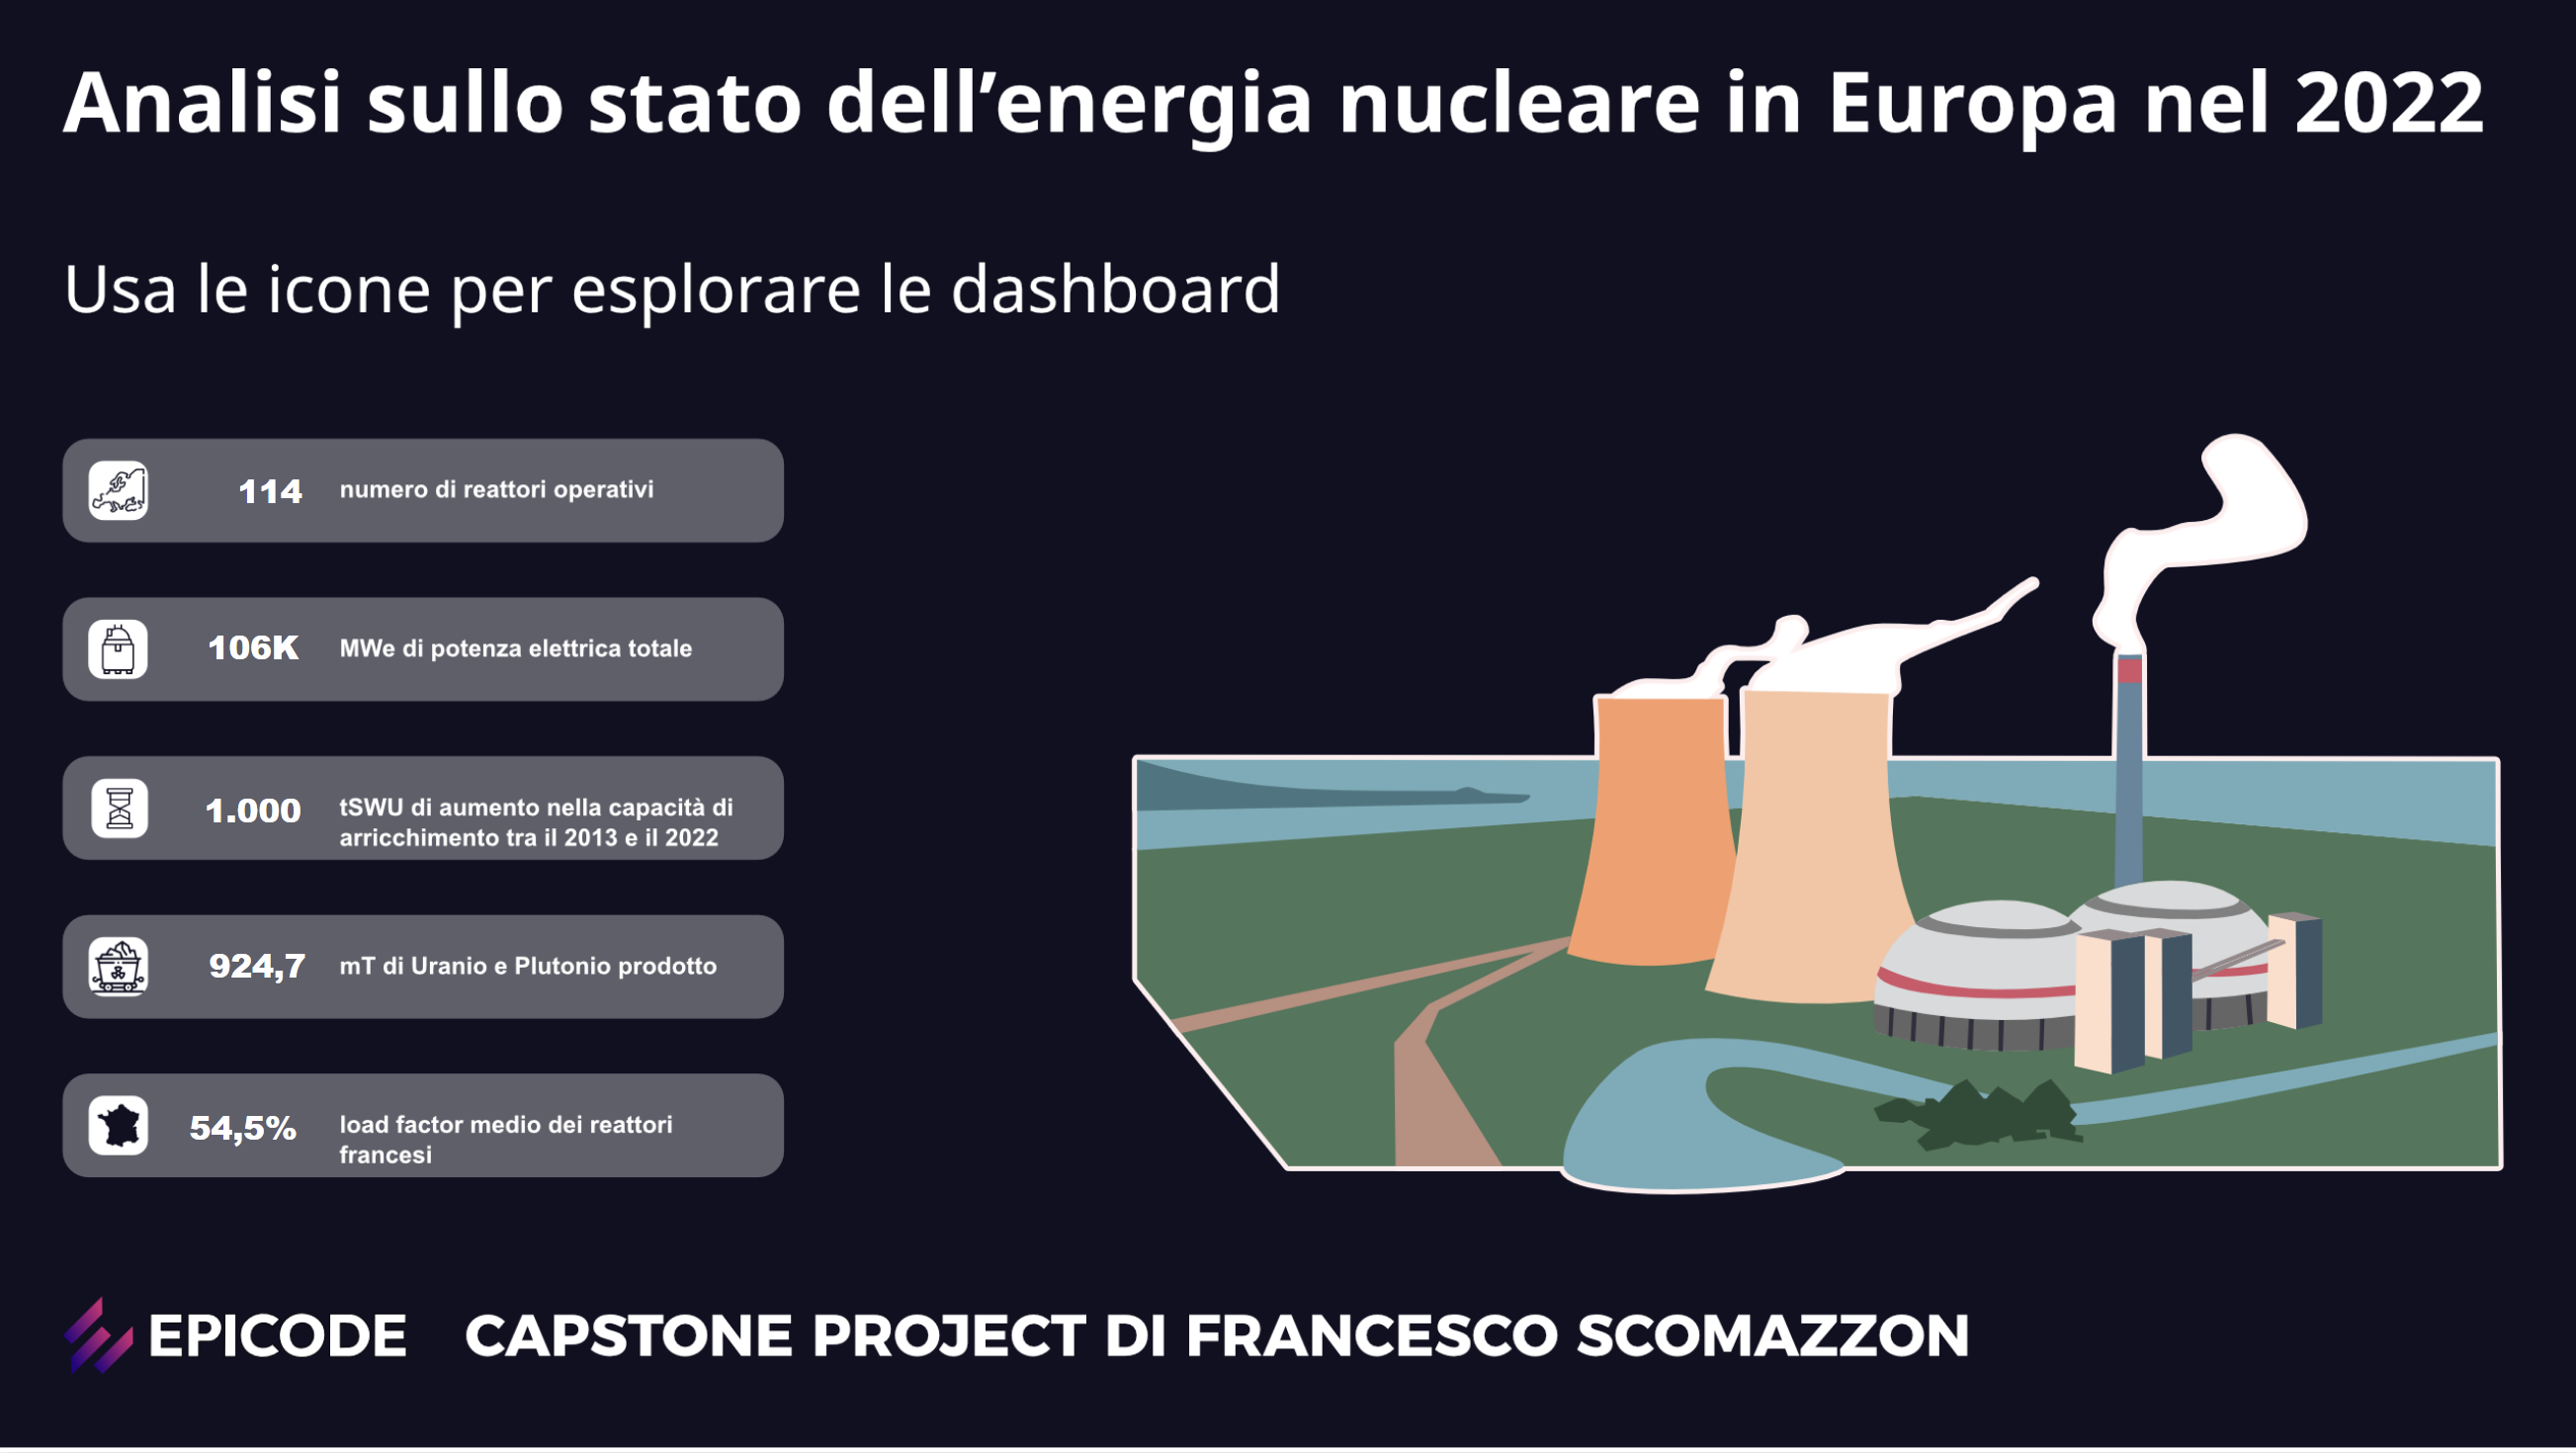 Analisi sullo stato dell’energia nucleare in Europa nel 2022
Usa le icone per esplorare le dashboard
114 numero di reattori operativi
106K MWe di potenza elettrica totale
1.000 tSWU di aumento nella capacità di
arricchimento tra il 2013 e il 2022
924,7 mT di Uranio e Plutonio prodotto
54,5% load factor medio dei reattori
francesi
EPICODE CAPSTONE PROJECT DI FRANCESCO SCOMAZZON